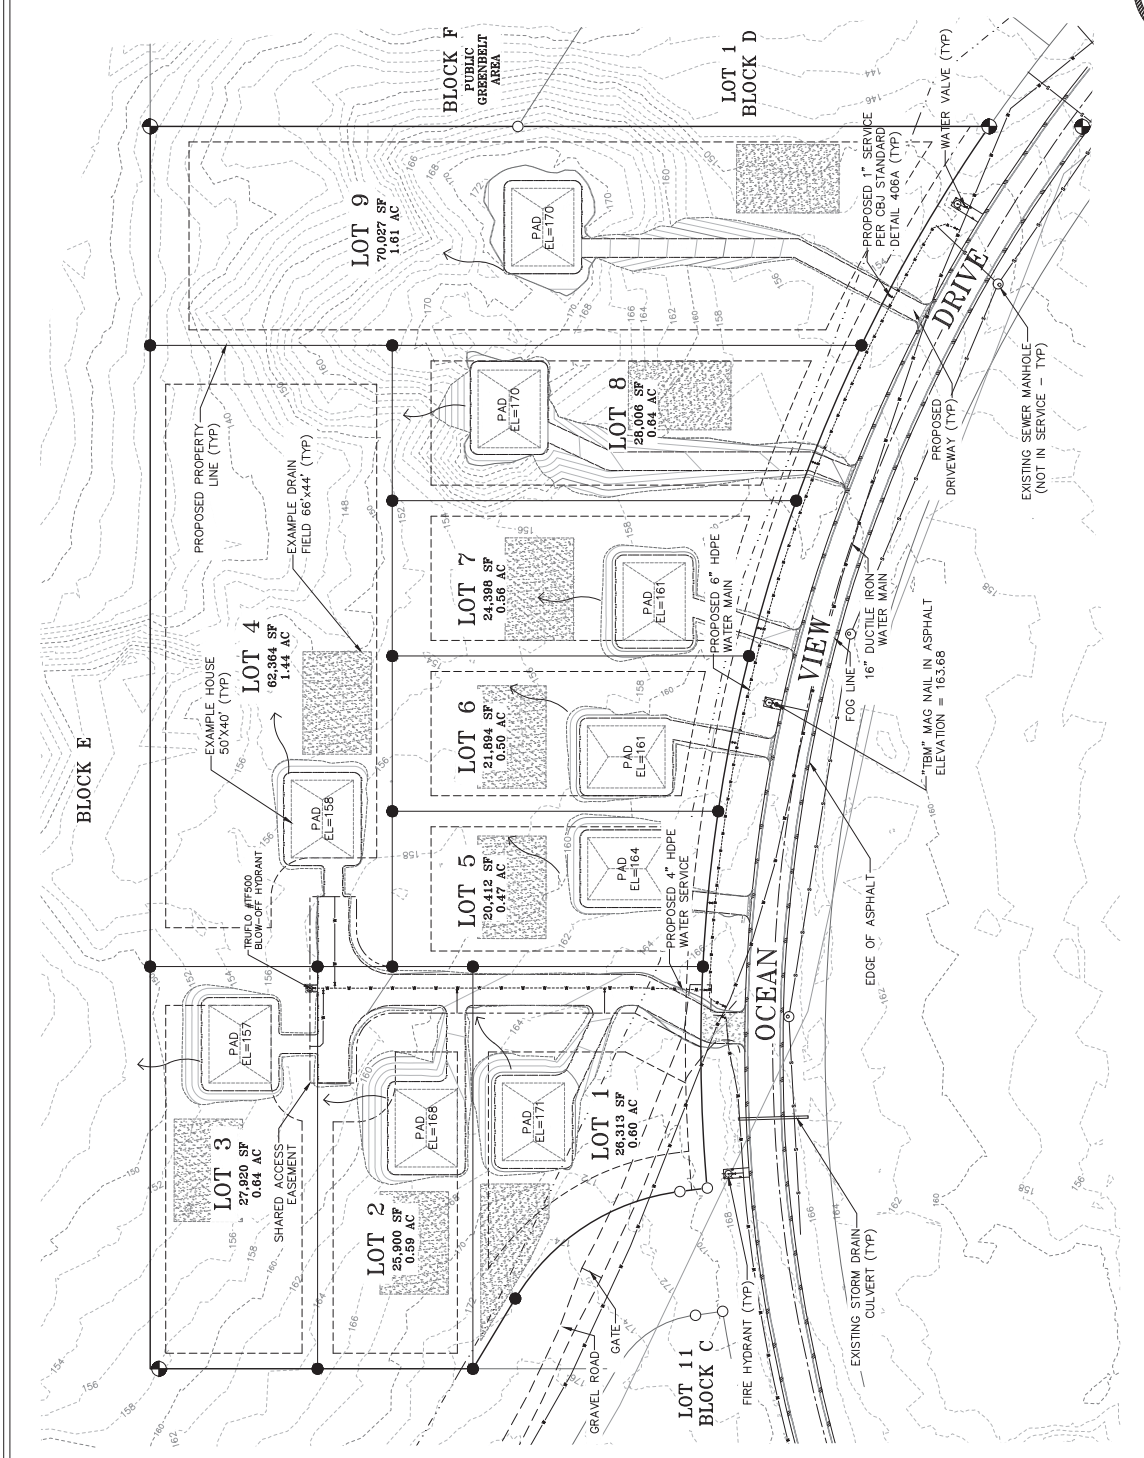 BLOCK F
PUBLIC
GREENBELT
AREA
LOT 1
BLOCK D
WATER VALVE (TYP)
PROPOSED 1" SERVICE
PER CBJ STANDARD
DETAIL 406A (TYP)
LOT 9
70,027 SF
1.61 AC
PAD
EL=170
DRIVE
PROPOSED PROPERTY
LINE (TYP)
EXAMPLE DRAIN
FIELD 66'x44' (TYP)
LOT 8
28,006 SF
0.64 AC
PAD
EL=170
PROPOSED
DRIVEWAY (TYP)
EXISTING SEWER MANHOLE
(NOT IN SERVICE - TYP)
LOT 7
24,398 SF
0.56 AC
PAD
EL=161
PROPOSED 6" HDPE
WATER MAIN
VIEW
16" DUCTILE IRON
WATER MAIN
FOG LINE
"TBM" MAG NAIL IN ASPHALT
ELEVATION = 163.68
LOT 4
62,364 SF
1.44 AC
EXAMPLE HOUSE
50'X40' (TYP)
BLOCK E
PAD
EL=158
LOT 6
21,894 SF
0.50 AC
PAD
EL=161
LOT 5
20,412 SF
0.47 AC
PAD
EL=164
PROPOSED 4" HDPE
WATER SERVICE
EDGE OF ASPHALT
TRUFLO #TF500
BLOW-OFF HYDRANT
OCEAN
PAD
EL=157
LOT 3
27,920 SF
0.64 AC
SHARED ACCESS
EASEMENT
PAD
EL=168
LOT 2
25,900 SF
0.59 AC
PAD
EL=171
LOT 1
26,313 SF
0.60 AC
GATE
GRAVEL ROAD
LOT 11
BLOCK C
FIRE HYDRANT (TYP)
EXISTING STORM DRAIN
CULVERT (TYP)